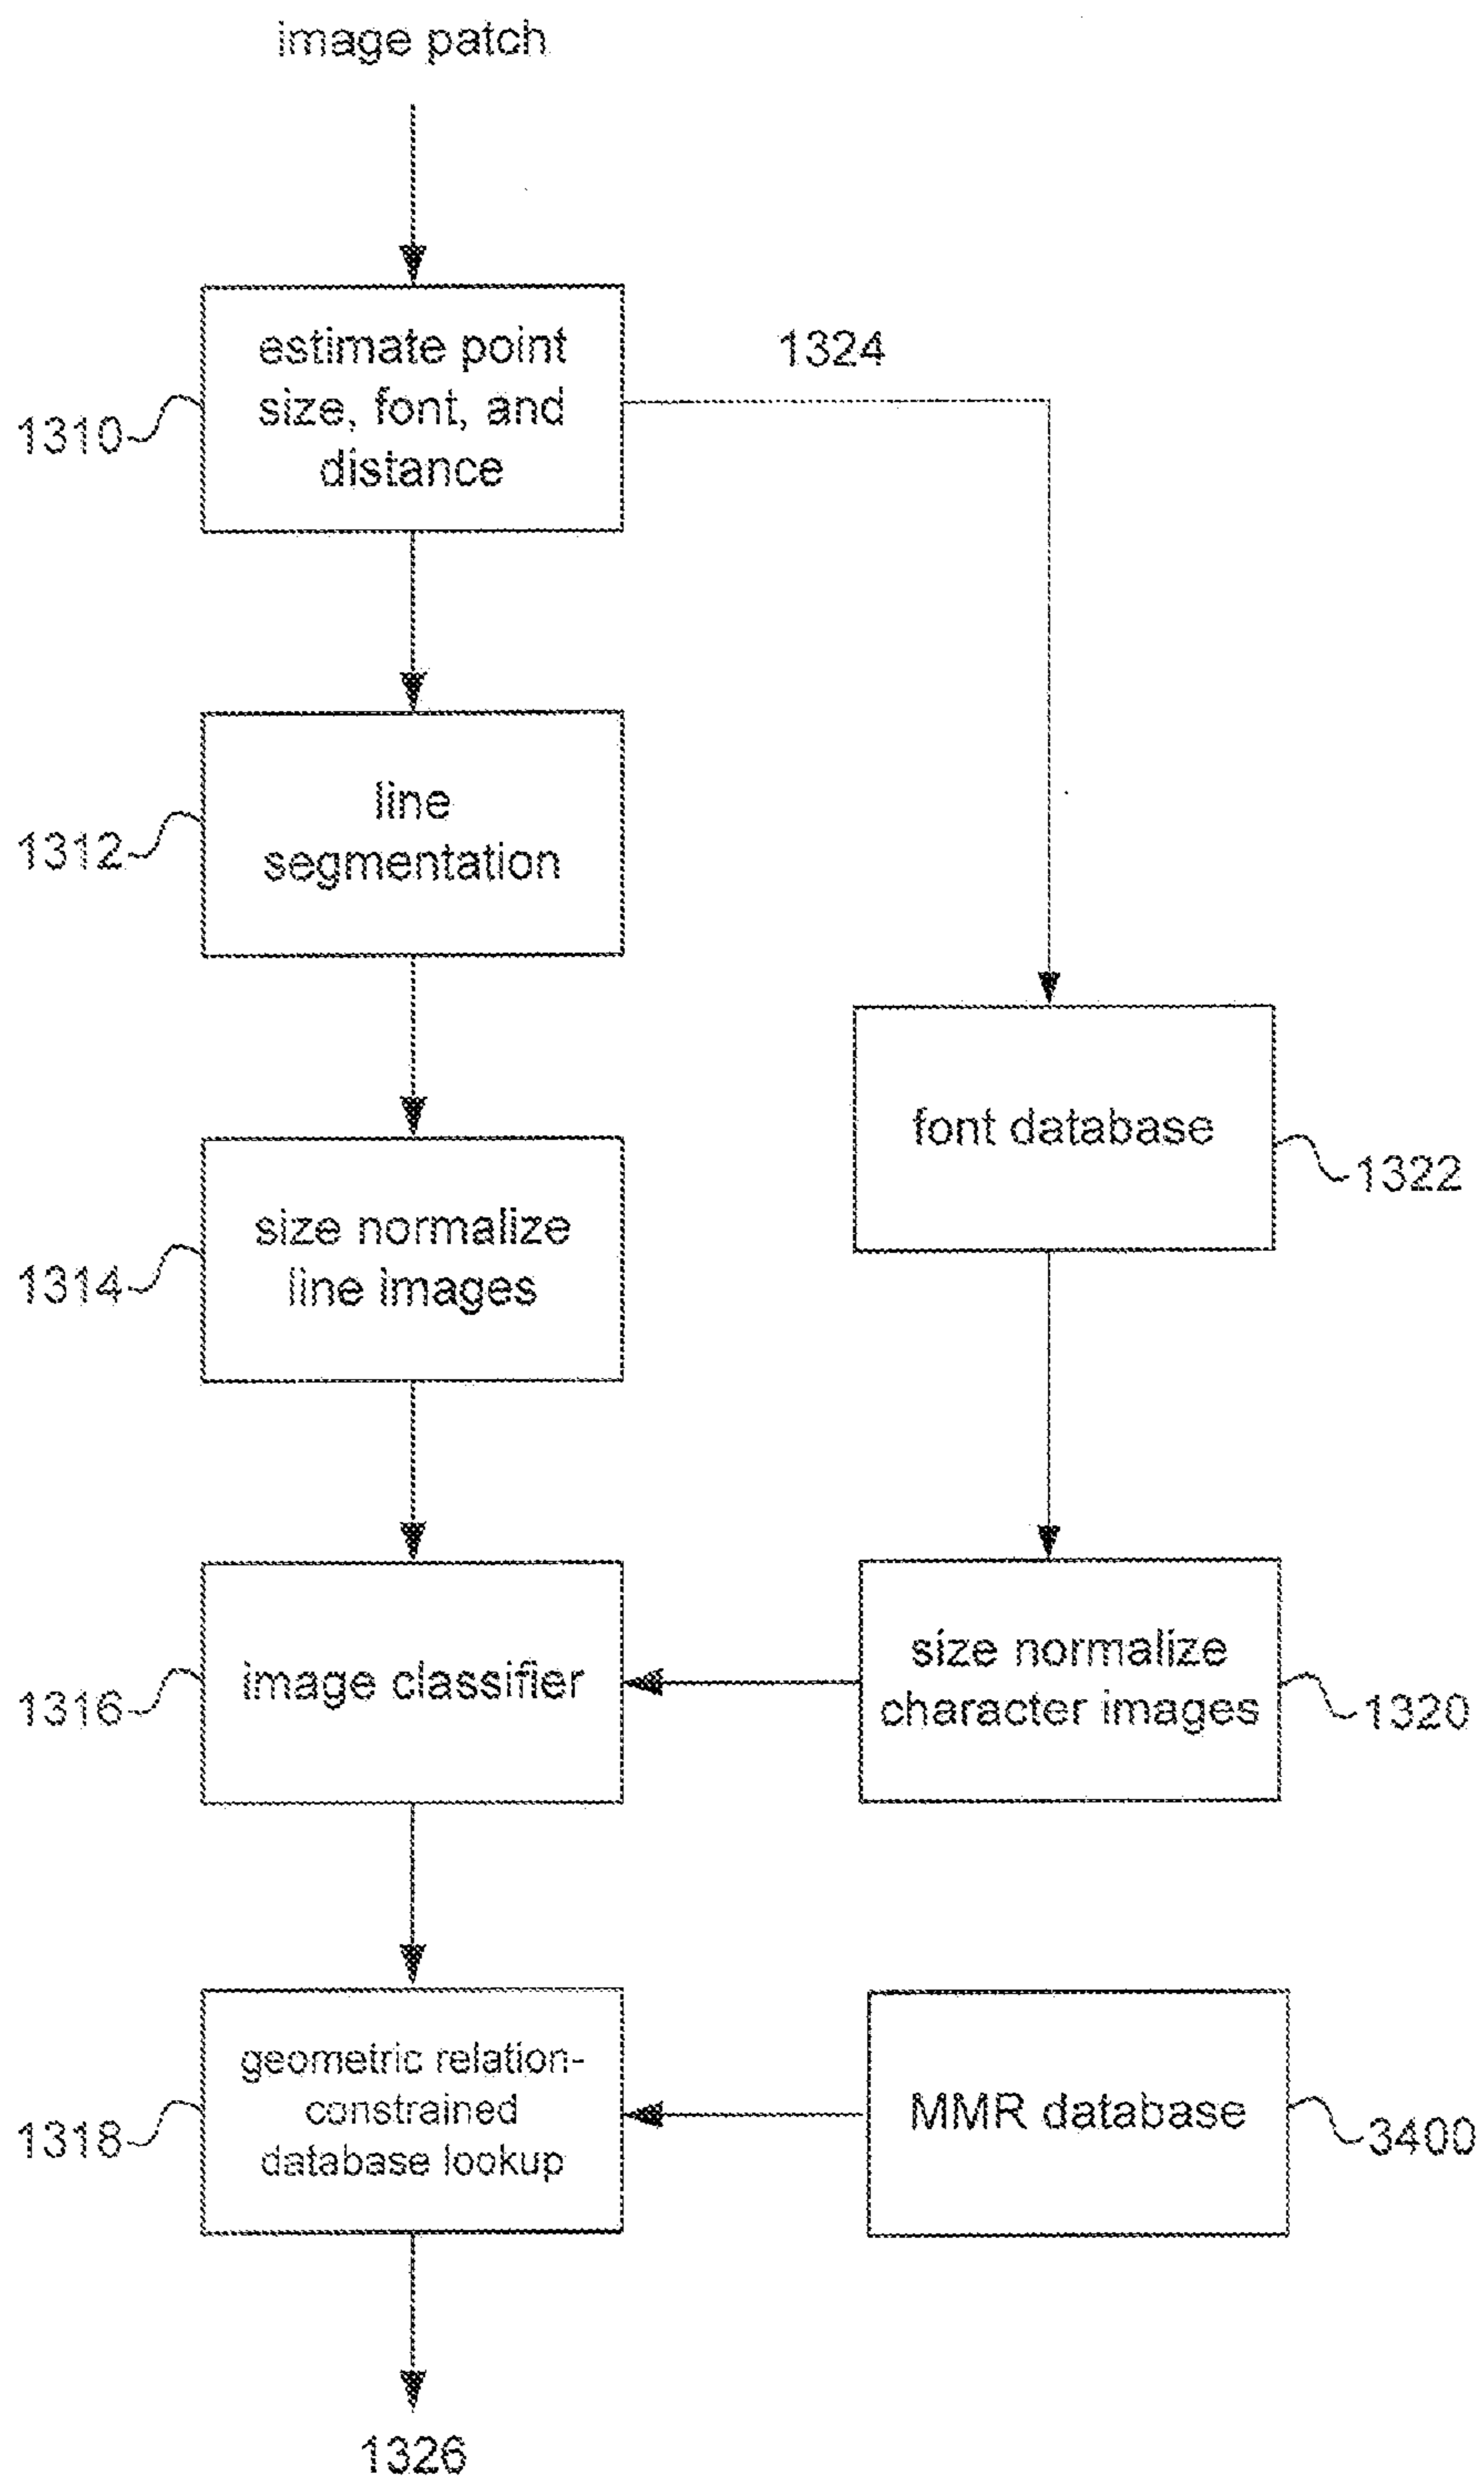 image patch
estimate point
size, font, and
distance
1310
1324
line
segmentation
1312
font database
1322
size normalize
line images
1314
image classifier
1316
size normalize
character images
1320
geometric relation-
constrained
database lookup
1318
MMR database
3400
1326